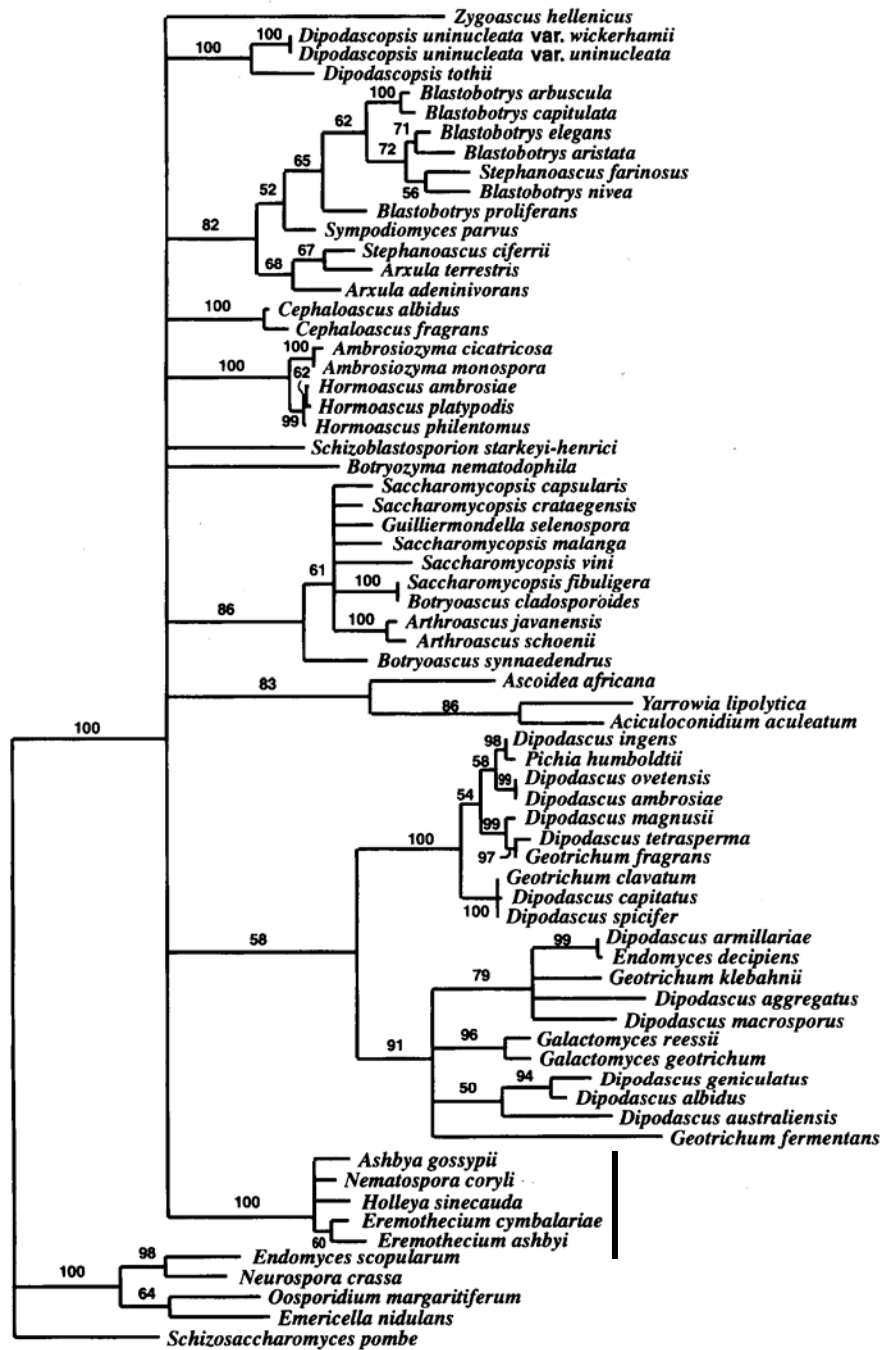 Zygoascus hellenicus
100 Dipodascopsis uninucleata var. wickerhamii
100 Dipodascopsis uninucleata var. uninucleata
Dipodascopsis tothii
100 Blastobotrys arbuscula
Blastobotrys capitulata
62 71 Blastobotrys elegans
72 Blastobotrys aristata
65 Stephanoascus farinosus
52 56 Blastobotrys nivea
Blastobotrys proliferans
82 Sympodiomyces parvus
67 Stephanoascus ciferrii
68 Arxula terrestris
Arxula adeninivorans
100 Cephaloascus albidus
Cephaloascus fragrans
100 Ambrosiozyma cicatricosa
100 62 Ambrosiozyma monospora
Hormoascus ambrosiae
Hormoascus platypodis
99 Hormoascus philentomus
Schizoblastosporion starkeyi-henrici
Botryozyma nematodophila
Saccharomycopsis capsularis
Saccharomycopsis crataegensis
Guilliermondella selenospora
Saccharomycopsis malanga
Saccharomycopsis vini
61 100 Saccharomycopsis fibuligera
Botryoascus cladosporoides
86 100 Arthroascus javanensis
Arthroascus schoenii
Botryoascus synnaedendrus
83 Ascoidea africana
86 Yarrowia lipolytica
Aciculoconidium aculeatum
100 98 Dipodascus ingens
58 Pichia humboldtii
99 Dipodascus ovetensis
54 Dipodascus ambrosiae
99 Dipodascus magnusii
100 Dipodascus tetrasperma
97 Geotrichum fragrans
Geotrichum clavatum
Dipodascus capitatus
100 Dipodascus spicifer
58 99 Dipodascus armillariae
Endomyces decipiens
79 Geotrichum klebahnii
Dipodascus aggregatus
Dipodascus macrosporus
91 96 Galactomyces reessii
Galactomyces geotrichum
94 Dipodascus geniculatus
50 Dipodascus albidus
Dipodascus australiensis
Geotrichum fermentans
Ashbya gossypii
Nematospora coryli
100 Holleya sinecauda
Eremothecium cymbalariae
60 Eremothecium ashbyi
98 Endomyces scopularum
100 Neurospora crassa
64 Oosporidium margaritiferum
Emericella nidulans
Schizosaccharomyces pombe